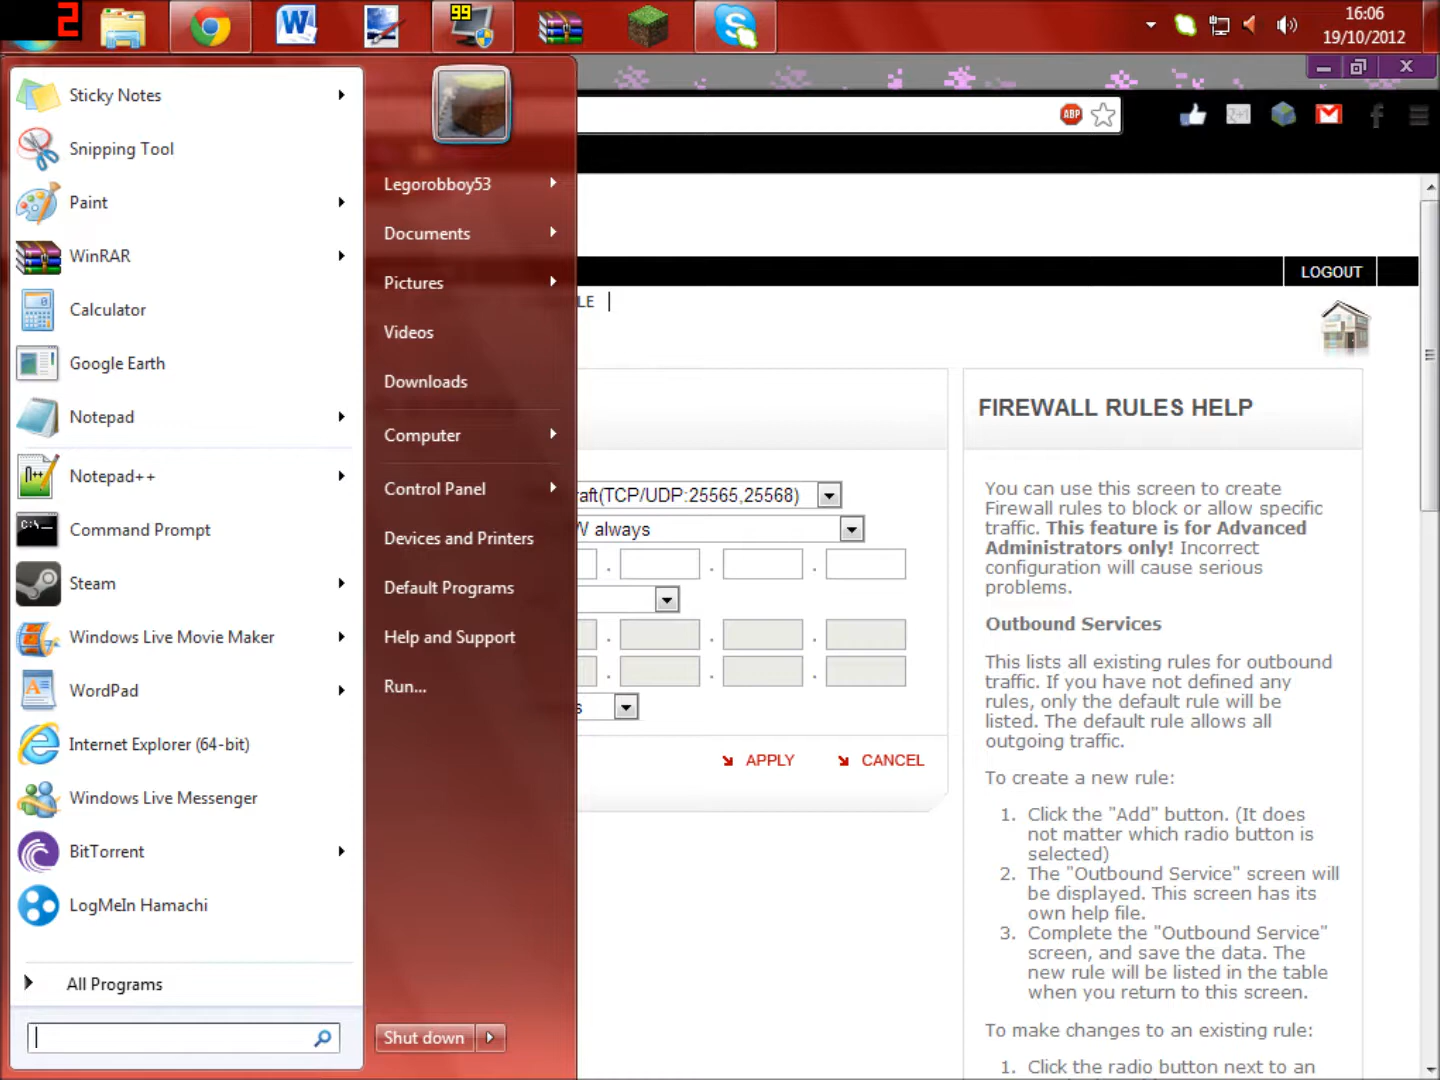 2
99
16:06
19/10/2012
Sticky Notes
Snipping Tool
Paint
WinRAR
Calculator
Google Earth
Notepad
Notepad++
Command Prompt
Steam
Windows Live Movie Maker
WordPad
Internet Explorer (64-bit)
Windows Live Messenger
BitTorrent
LogMeIn Hamachi
All Programs
Legorobboy53
Documents
Pictures
Videos
Downloads
Computer
Control Panel
Devices and Printers
Default Programs
Help and Support
Run...
Shut down
ABP
LOGOUT
LE |
raft(TCP/UDP:25565,25568)
W always
. . .
. . .
. . .
s
APPLY CANCEL
FIREWALL RULES HELP
You can use this screen to create
Firewall rules to block or allow specific
traffic. This feature is for Advanced
Administrators only! Incorrect
configuration will cause serious
problems.
Outbound Services
This lists all existing rules for outbound
traffic. If you have not defined any
rules, only the default rule will be
listed. The default rule allows all
outgoing traffic.
To create a new rule:
1. Click the "Add" button. (It does
not matter which radio button is
selected)
2. The "Outbound Service" screen will
be displayed. This screen has its
own help file.
3. Complete the "Outbound Service"
screen, and save the data. The
new rule will be listed in the table
when you return to this screen.
To make changes to an existing rule:
1. Click the radio button next to an